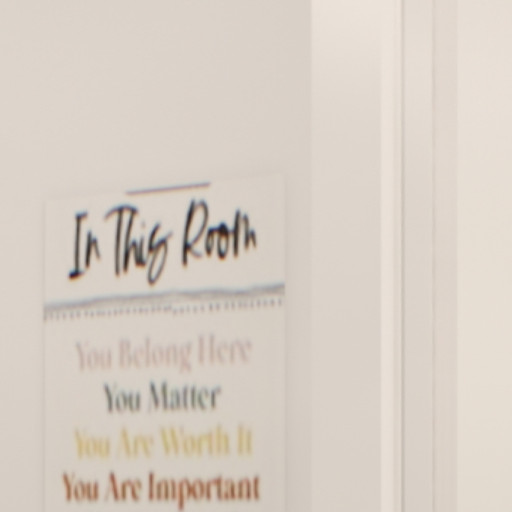 In This Room
You Belong Here
You Matter
You Are Worth It
You Are Important